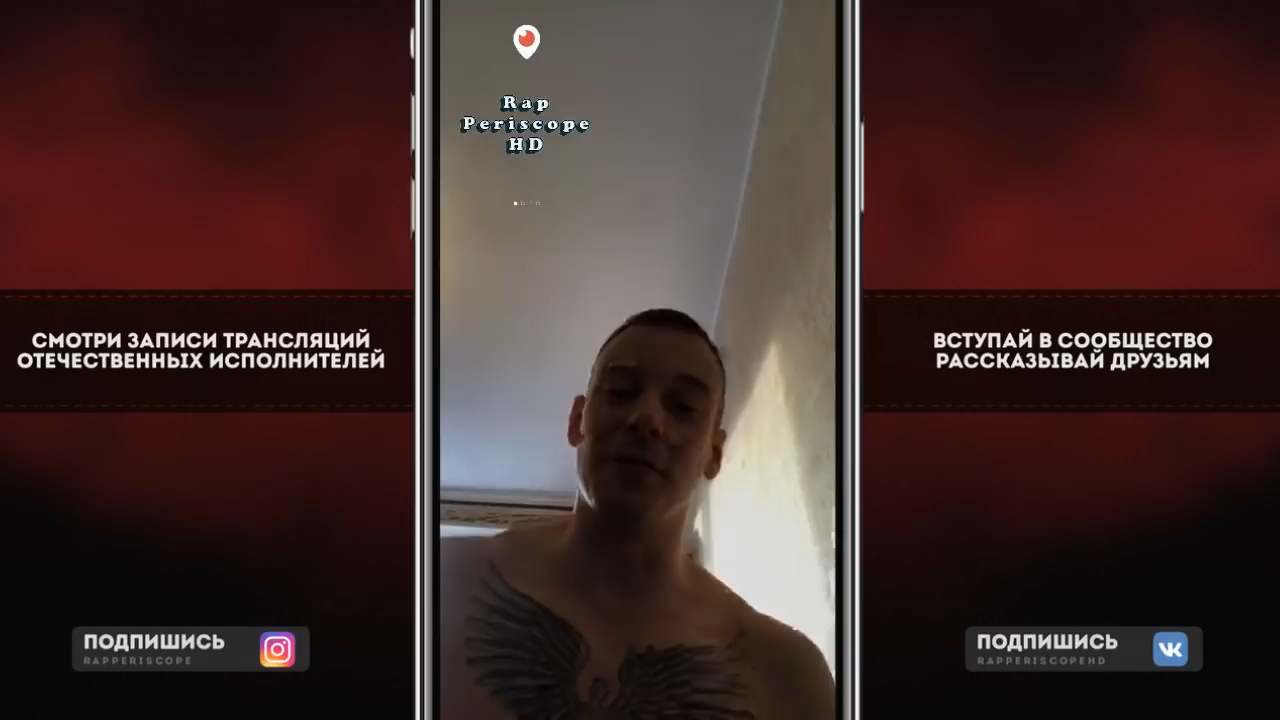 Rap
Periscope
HD
СМОТРИ ЗАПИСИ ТРАНСЛЯЦИЙ
ОТЕЧЕСТВЕННЫХ ИСПОЛНИТЕЛЕЙ
ВСТУПАЙ В СООБЩЕСТВО
РАССКАЗЫВАЙ ДРУЗЬЯМ
ПОДПИШИСЬ
RAPPERISCOPE
ПОДПИШИСЬ
RAPPERISCOPEHD